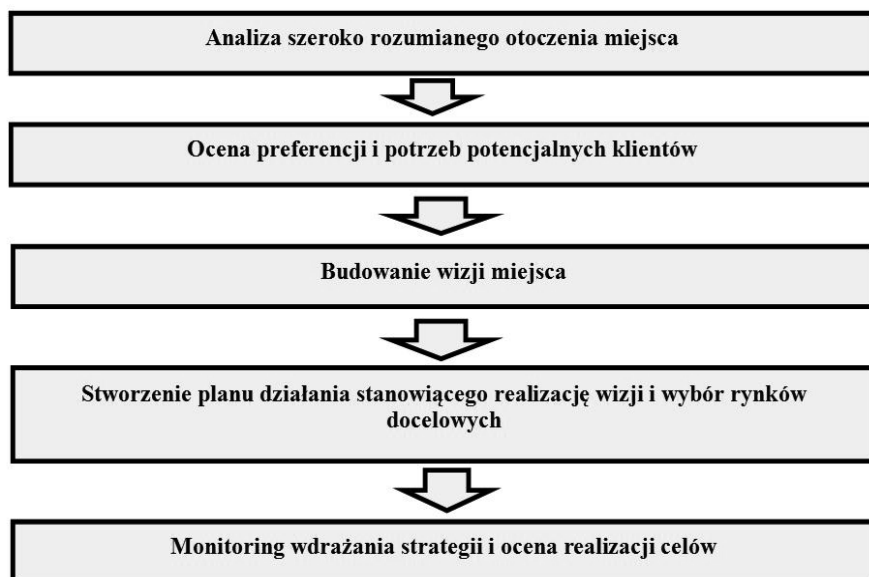 Analiza szeroko rozumianego otoczenia miejsca
Ocena preferencji i potrzeb potencjalnych klientów
Budowanie wizji miejsca
Stworzenie planu działania stanowiącego realizację wizji i wybór rynków
docelowych
Monitoring wdrażania strategii i ocena realizacji celów